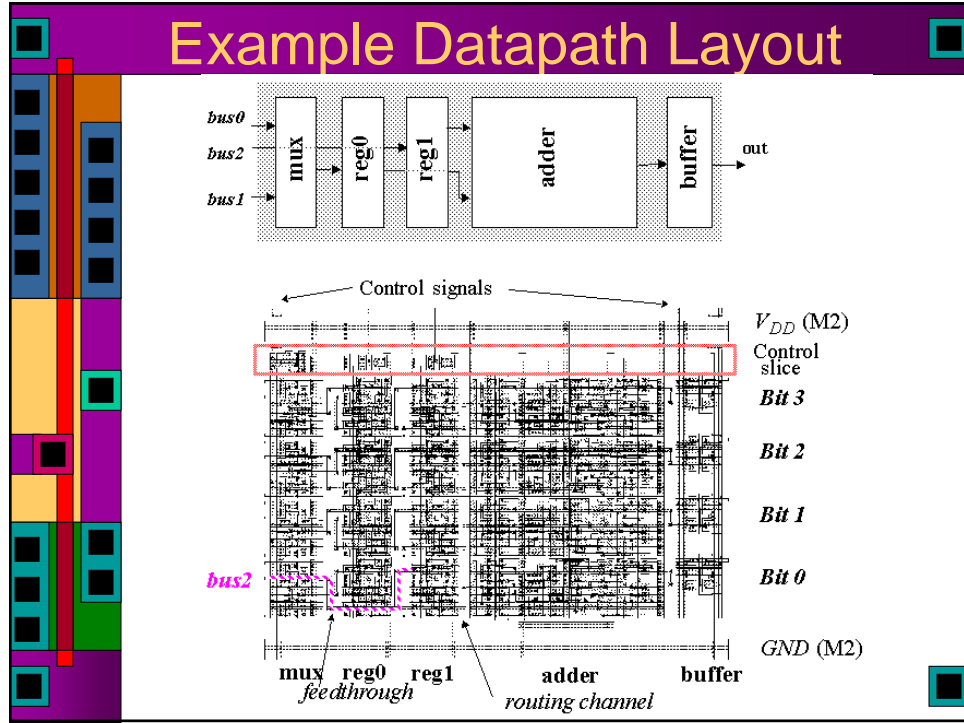 Example Datapath Layout
bus0
bus2
bus1
mux
reg0
reg1
adder
buffer
out
Control signals
V_DD (M2)
Control
slice
Bit 3
Bit 2
Bit 1
bus2
Bit 0
GND (M2)
mux reg0 reg1 adder buffer
feedthrough routing channel